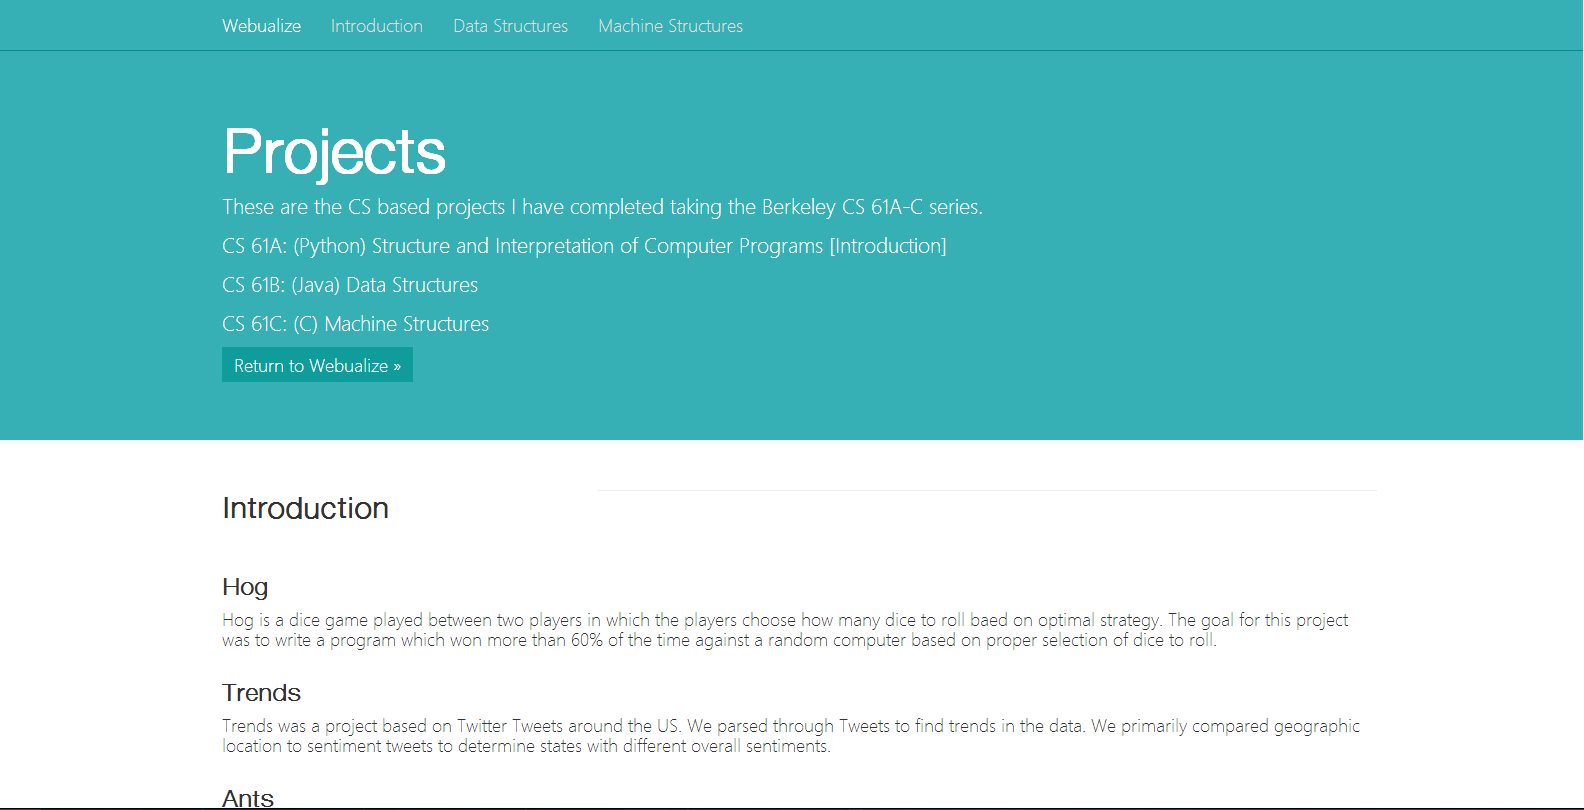 Webualize Introduction Data Structures Machine Structures
Projects
These are the CS based projects I have completed taking the Berkeley CS 61A-C series.
CS 61A: (Python) Structure and Interpretation of Computer Programs [Introduction]
CS 61B: (Java) Data Structures
CS 61C: (C) Machine Structures
Return to Webualize »
Introduction
Hog
Hog is a dice game played between two players in which the players choose how many dice to roll baed on optimal strategy. The goal for this project
was to write a program which won more than 60% of the time against a random computer based on proper selection of dice to roll.
Trends
Trends was a project based on Twitter Tweets around the US. We parsed through Tweets to find trends in the data. We primarily compared geographic
location to sentiment tweets to determine states with different overall sentiments.
Ants